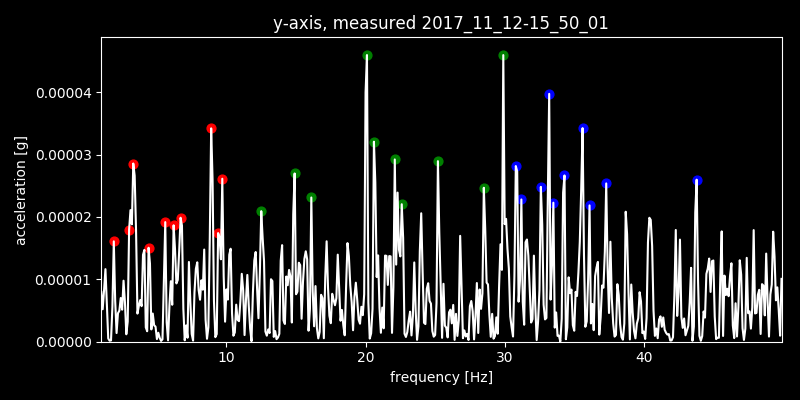 y-axis, measured 2017_11_12-15_50_01
acceleration [g]
0.00004
0.00003
0.00002
0.00001
0.00000
10 20 30 40
frequency [Hz]